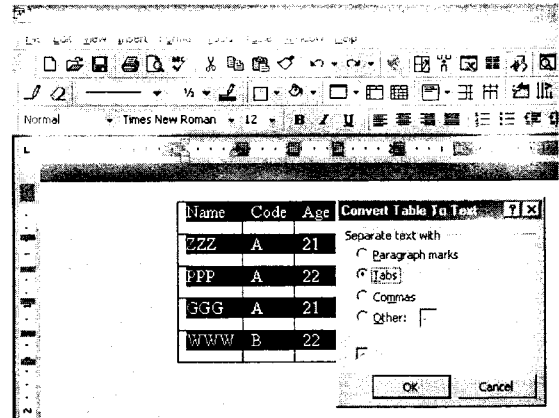 Normal Times New Roman 12 B I U
Name Code Age
ZZZ A 21
PPP A 22
GGG A 21
WWW B 22
Convert Table To Text ? X
Separate text with
Paragraph marks
Tabs
Commas
Other: -
OK Cancel